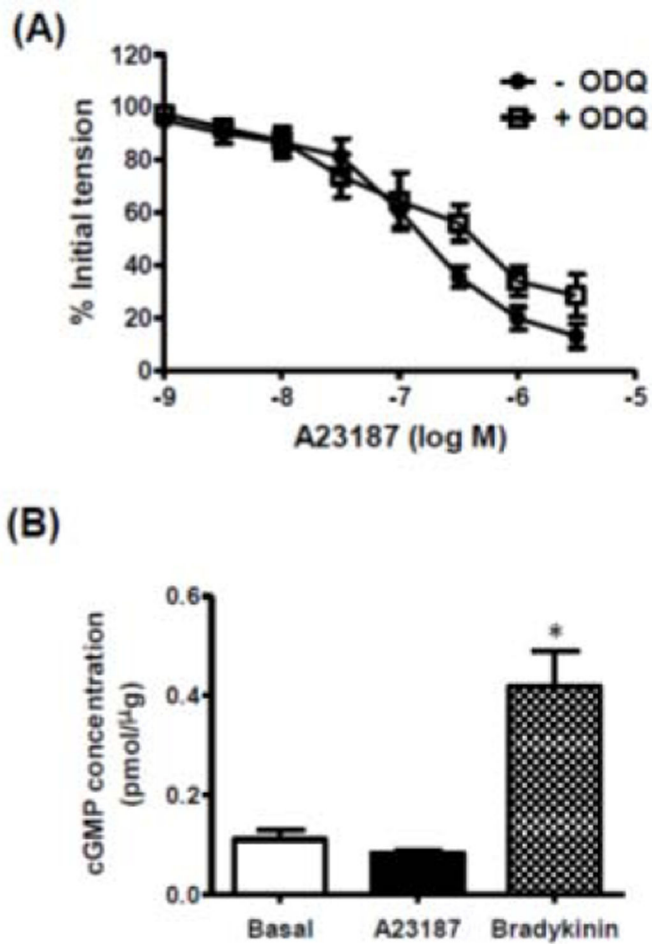 (A)
120
100
80
60
40
20
0
% Initial tension
- ODQ
+ ODQ
-9 -8 -7 -6 -5
A23187 (log M)
(B)
0.6
0.4
0.2
0.0
cGMP concentration
(pmol/µg)
*
Basal A23187 Bradykinin